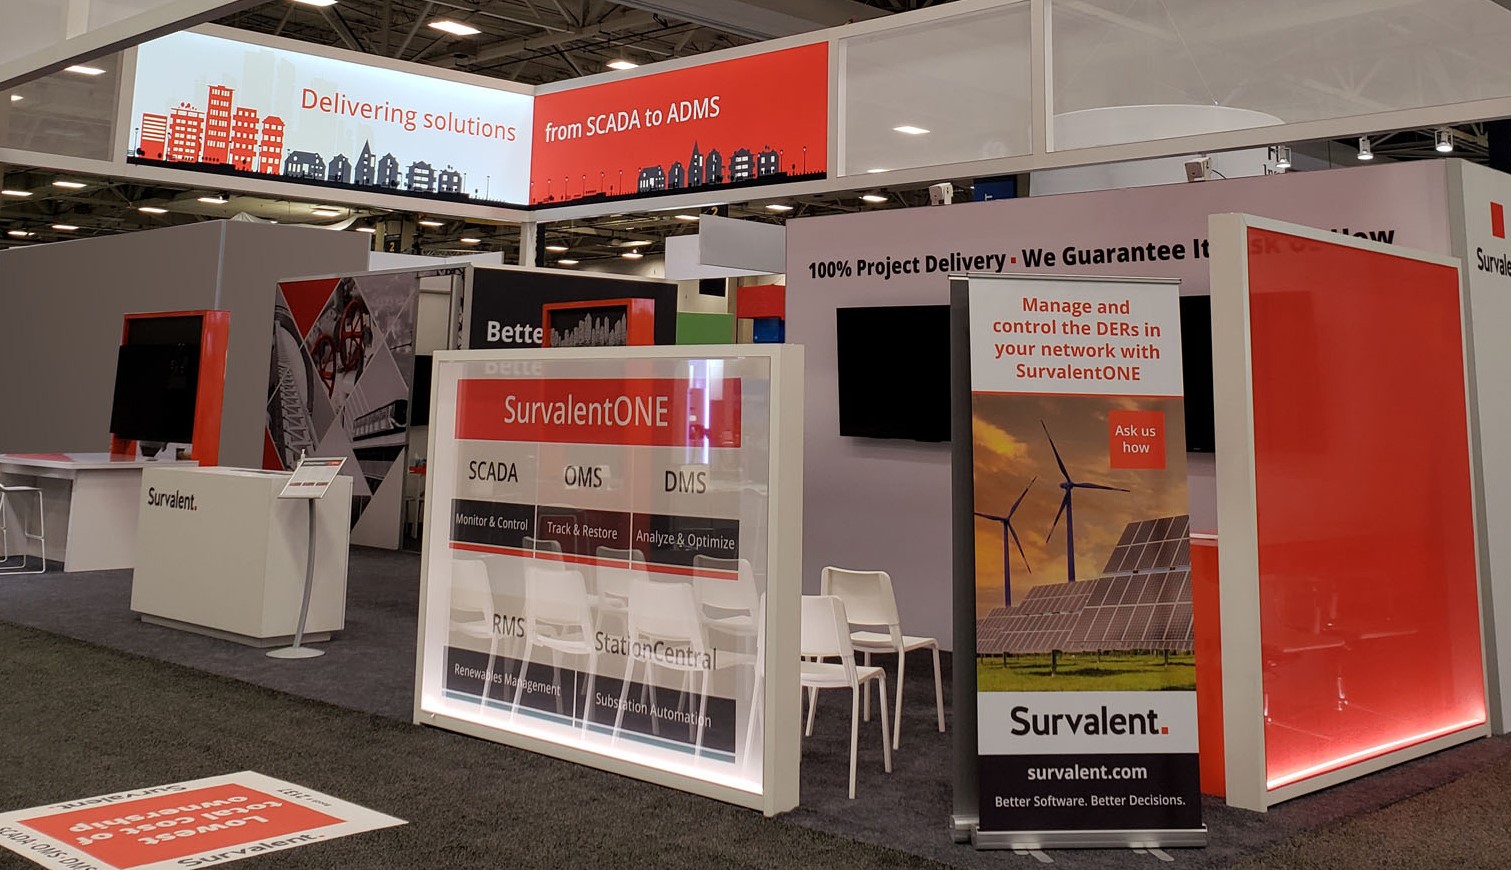 Delivering solutions
from SCADA to ADMS
100% Project Delivery · We Guarantee It
Bette
Survalent.
SurvalentONE
SCADA
OMS
DMS
Monitor & Control
Track & Restore
Analyze & Optimize
RMS
StationCentral
Renewables Management
Substation Automation
Manage and
control the DERs in
your network with
SurvalentONE
Ask us
how
Survalent.
survalent.com
Better Software. Better Decisions.
Survale
Survalent.
Lowest
total cost of
ownership
SCADA·OMS·DMS
Survalent.